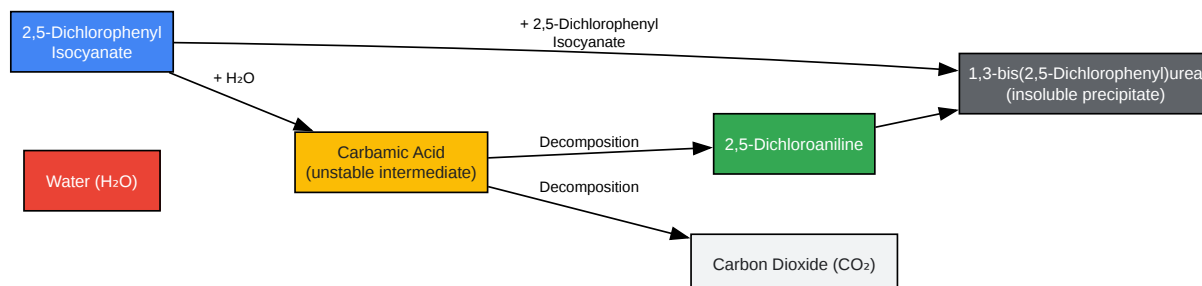 2,5-Dichlorophenyl
Isocyanate
+ 2,5-Dichlorophenyl
Isocyanate
+ H₂O
1,3-bis(2,5-Dichlorophenyl)urea
(insoluble precipitate)
Carbamic Acid
(unstable intermediate)
Decomposition
2,5-Dichloroaniline
Water (H₂O)
Decomposition
Carbon Dioxide (CO₂)